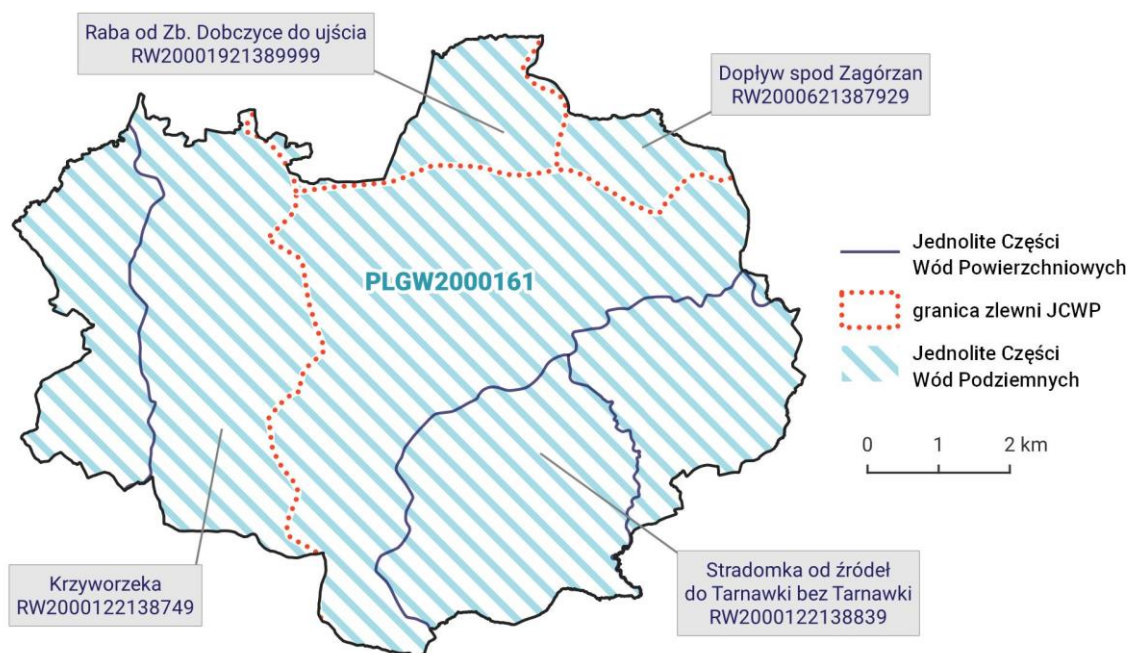 Raba od Zb. Dobczyce do ujścia
RW20001921389999
Dopływ spod Zagórzan
RW2000621387929
PLGW2000161
Jednolite Części
Wód Powierzchniowych
granica zlewni JCWP
Jednolite Części
Wód Podziemnych
0 1 2 km
Krzyworzeka
RW2000122138749
Stradomka od źródeł
do Tarnawki bez Tarnawki
RW2000122138839